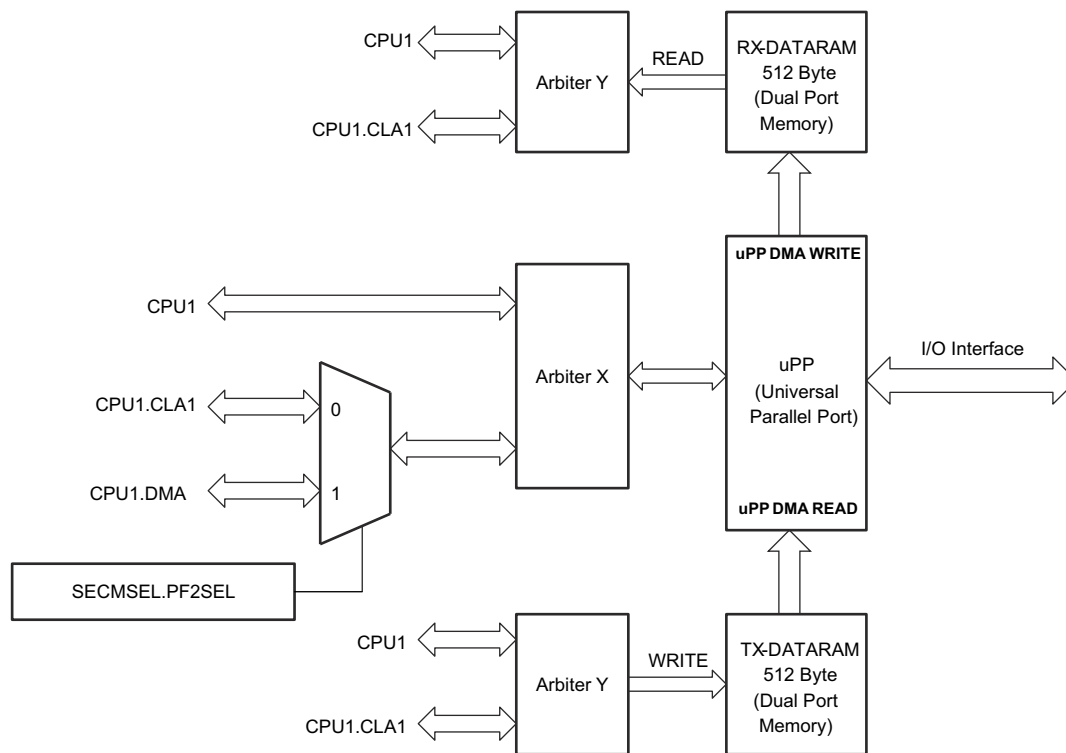 CPU1
CPU1.CLA1
Arbiter Y
READ
RX-DATARAM
512 Byte
(Dual Port
Memory)
CPU1
CPU1.CLA1
0
CPU1.DMA
1
SECMSEL.PF2SEL
Arbiter X
uPP DMA WRITE
uPP
(Universal
Parallel Port)
uPP DMA READ
I/O Interface
CPU1
CPU1.CLA1
Arbiter Y
WRITE
TX-DATARAM
512 Byte
(Dual Port
Memory)